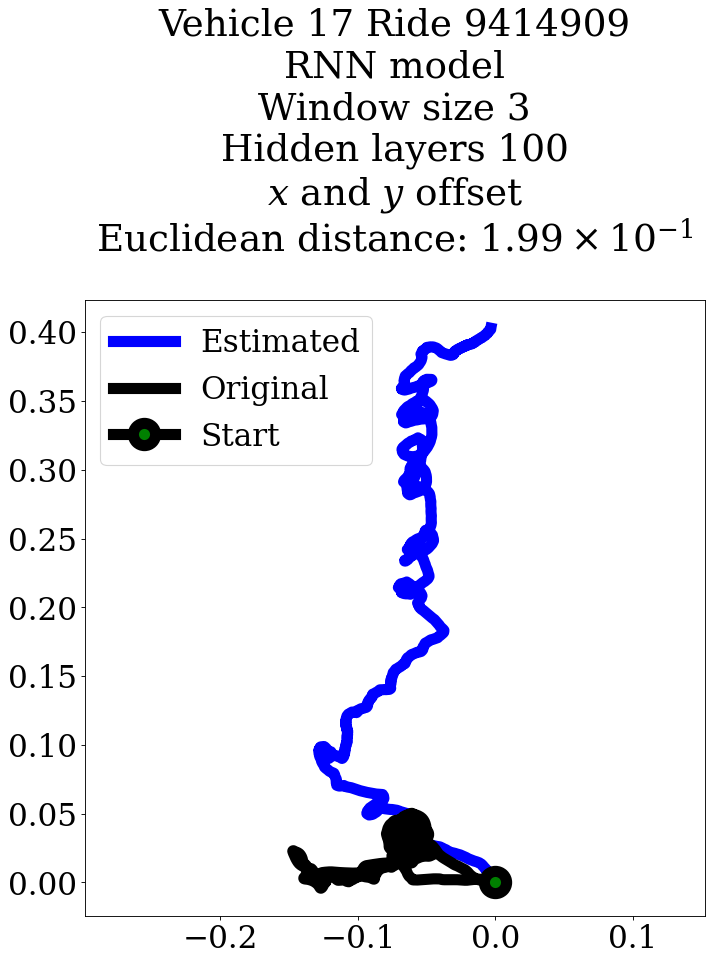 Vehicle 17 Ride 9414909
RNN model
Window size 3
Hidden layers 100
x and y offset
Euclidean distance: 1.99 × 10⁻¹
Estimated
Original
Start
0.40
0.35
0.30
0.25
0.20
0.15
0.10
0.05
0.00
−0.2 −0.1 0.0 0.1